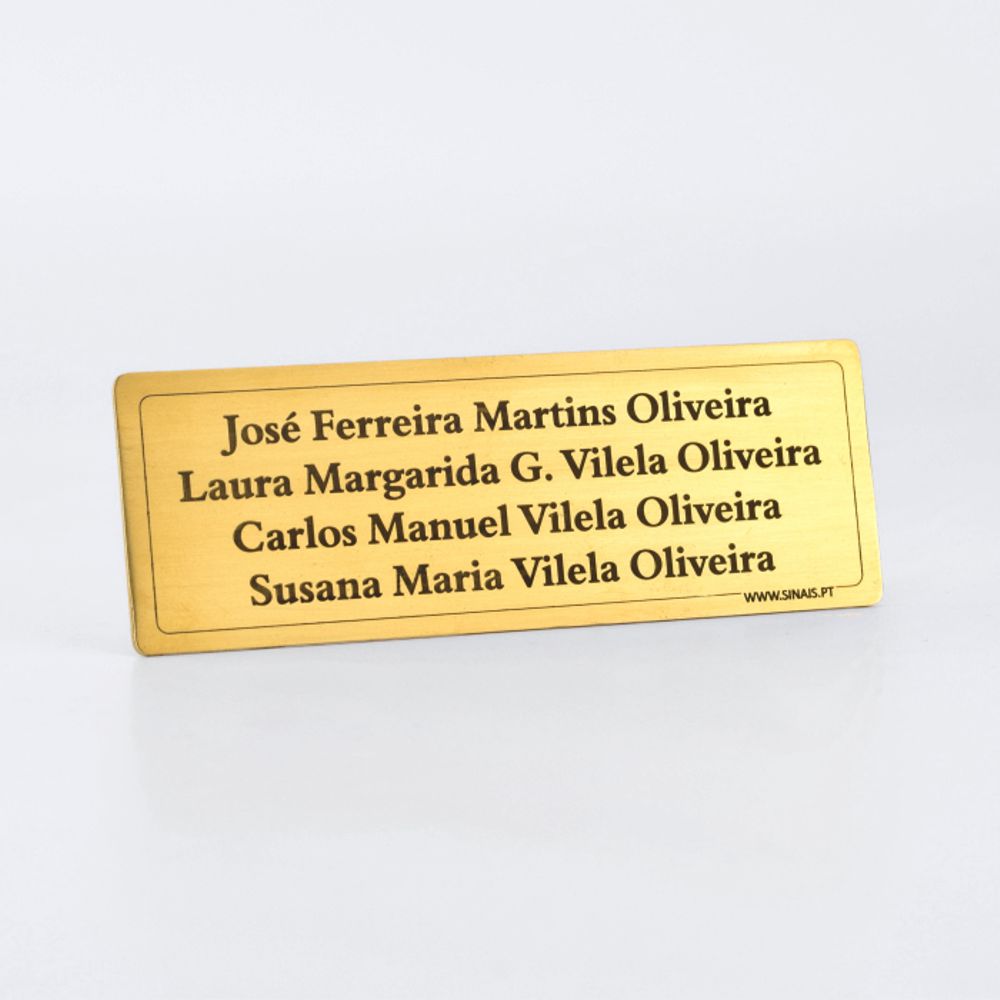 José Ferreira Martins Oliveira
Laura Margarida G. Vilela Oliveira
Carlos Manuel Vilela Oliveira
Susana Maria Vilela Oliveira
WWW.SINAIS.PT